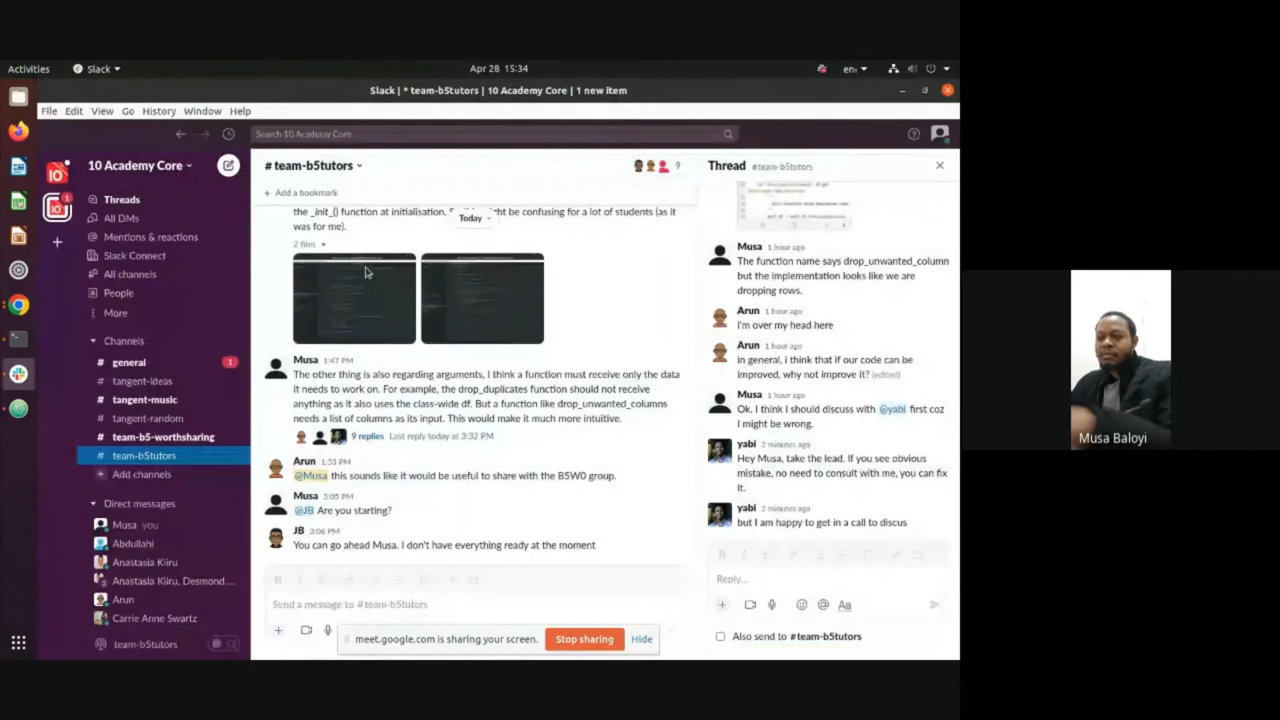 Activities
Slack
Apr 28 15:34
en₁
Slack | * team-b5tutors | 10 Academy Core | 1 new item
File Edit View Go History Window Help
Search 10 Academy Core
10 Academy Core
Threads
All DMs
Mentions & reactions
Slack Connect
All channels
People
More
Channels
# general 1
# tangent-ideas
# tangent-music
# tangent-random
# team-b5-worthsharing
# team-b5tutors
+ Add channels
Direct messages
Musa you
Abdullahi
Anastasia Kiiru
Anastasia Kiiru, Desmond ...
Arun
Carrie Anne Swartz
team-b5tutors
# team-b5tutors
9
+ Add a bookmark
the _init_() function at initialisation.
be confusing for a lot of students (as it
Today
was for me).
2 files
Musa 1:47 PM
The other thing is also regarding arguments, I think a function must receive only the data
it needs to work on. For example, the drop_duplicates function should not receive
anything as it also uses the class-wide df. But a function like drop_unwanted_columns
needs a list of columns as its input. This would make it much more intuitive.
9 replies Last reply today at 3:32 PM
Arun 1:53 PM
@Musa this sounds like it would be useful to share with the B5W0 group.
Musa 3:05 PM
@JB Are you starting?
JB 3:06 PM
You can go ahead Musa. I don't have everything ready at the moment
Send a message to #team-b5tutors
meet.google.com is sharing your screen.
Stop sharing
Hide
Thread #team-b5tutors
Musa 1 hour ago
The function name says drop_unwanted_column
but the implementation looks like we are
dropping rows.
Arun 1 hour ago
I'm over my head here
Arun 1 hour ago
in general, i think that if our code can be
improved, why not improve it? (edited)
Musa 1 hour ago
Ok. I think I should discuss with @yabi first coz
I might be wrong.
yabi 2 minutes ago
Hey Musa, take the lead. If you see obvious
mistake, no need to consult with me, you can fix
it.
yabi 2 minutes ago
but I am happy to get in a call to discus
Reply...
Aa
Also send to #team-b5tutors
Musa Baloyi